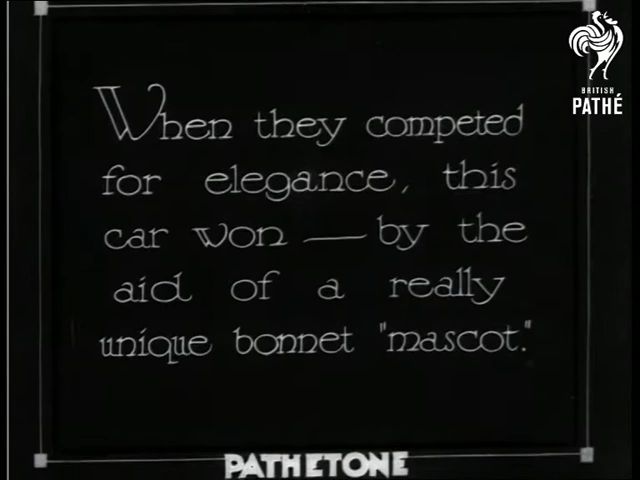 BRITISH
PATHÉ
When they competed
for elegance, this
car won — by the
aid of a really
unique bonnet "mascot."
PATHETONE